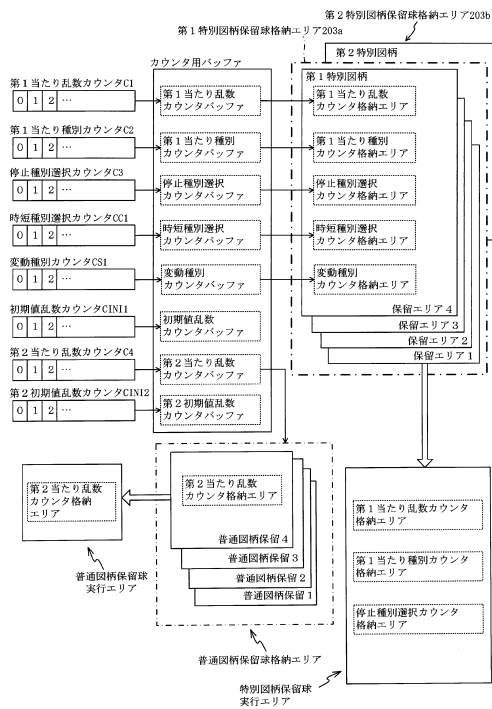 第2特別図柄保留球格納エリア203b
第1特別図柄保留球格納エリア203a
第2特別図柄
カウンタ用バッファ
第1特別図柄
第1当たり乱数カウンタC1
0 1 2 …
第1当たり乱数
カウンタバッファ
第1当たり乱数
カウンタ格納エリア
第1当たり種別カウンタC2
0 1 2 …
第1当たり種別
カウンタバッファ
第1当たり種別
カウンタ格納エリア
停止種別選択カウンタC3
0 1 2 …
停止種別選択
カウンタバッファ
停止種別選択
カウンタ格納エリア
時短種別選択カウンタCC1
0 1 2 …
時短種別選択
カウンタバッファ
時短種別選択
カウンタ格納エリア
変動種別カウンタCS1
0 1 2 …
変動種別
カウンタバッファ
変動種別
カウンタ格納エリア
初期値乱数カウンタCINI1
0 1 2 …
初期値乱数
カウンタバッファ
保留エリア4
保留エリア3
保留エリア2
保留エリア1
第2当たり乱数カウンタC4
0 1 2 …
第2当たり乱数
カウンタバッファ
第2初期値乱数カウンタCINI2
0 1 2 …
第2初期値乱数
カウンタバッファ
第2当たり乱数
カウンタ格納
エリア
普通図柄保留球
実行エリア
第2当たり乱数
カウンタ格納エリア
普通図柄保留4
普通図柄保留3
普通図柄保留2
普通図柄保留1
普通図柄保留球格納エリア
第1当たり乱数カウンタ
格納エリア
第1当たり種別カウンタ
格納エリア
停止種別選択カウンタ
格納エリア
特別図柄保留球
実行エリア